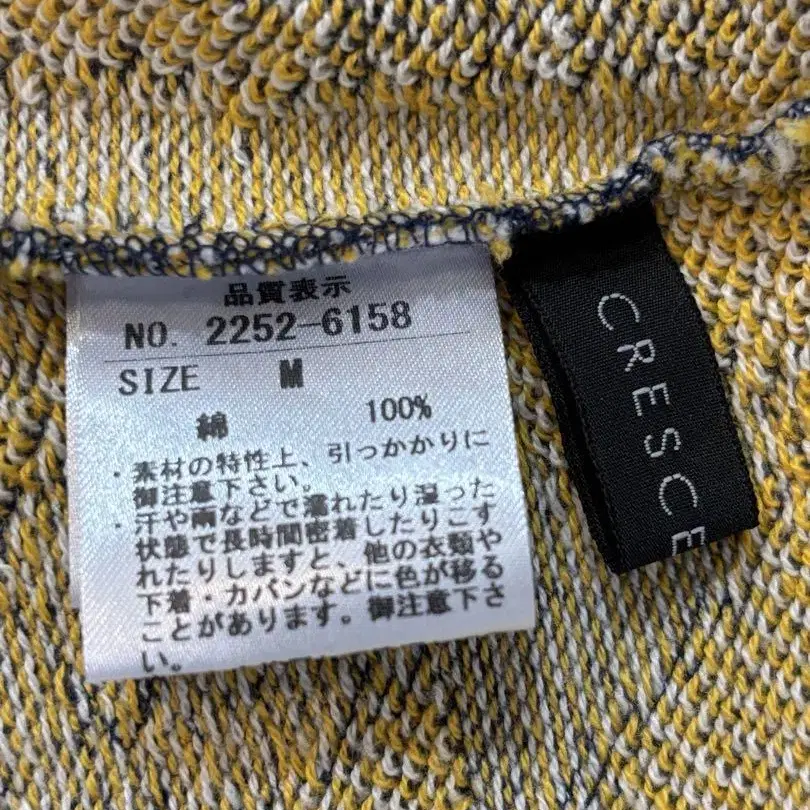 品質表示
NO. 2252-6158
SIZE M
綿 100%
・素材の特性上、引っかかりに
御注意下さい。
・汗や雨などで濡れたり湿った
状態で長時間密着したりこす
れたりしますと、他の衣類や
下着・カバンなどに色が移る
ことがあります。御注意下さ
い。
CRESCE